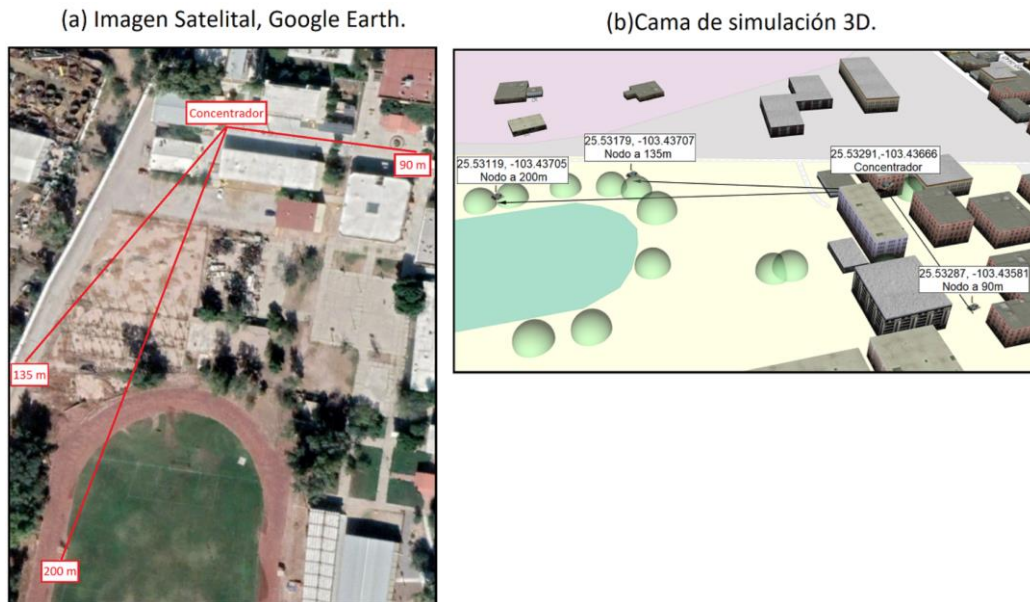 (a) Imagen Satelital, Google Earth.
Concentrador
90 m
135 m
200 m
(b)Cama de simulación 3D.
25.53179, -103.43707
Nodo a 135m
25.53119, -103.43705
Nodo a 200m
25.53291,-103.43666
Concentrador
25.53287, -103.43581
Nodo a 90m